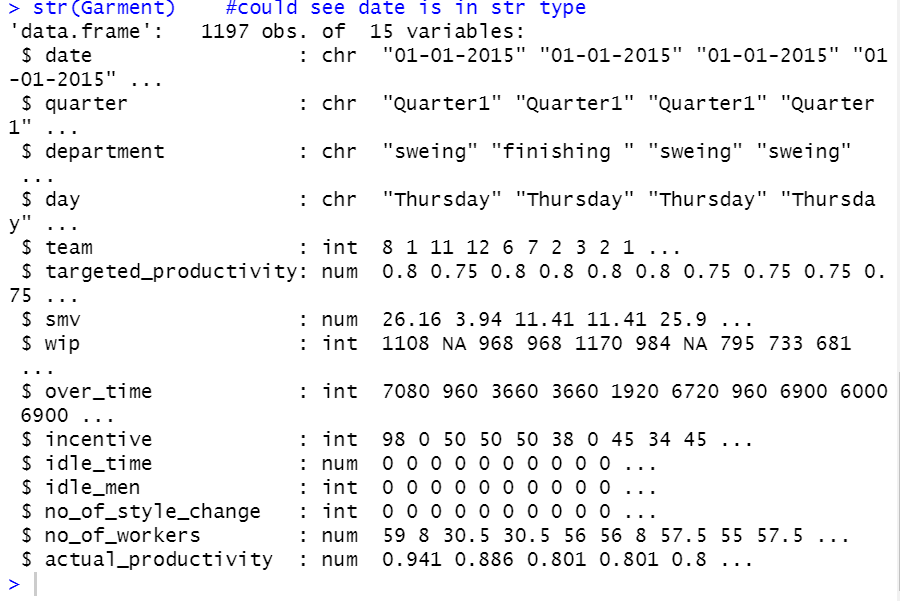 > str(Garment)    #could see date is in str type
'data.frame':   1197 obs. of  15 variables:
 $ date                 : chr  "01-01-2015" "01-01-2015" "01-01-2015" "01
-01-2015" ...
 $ quarter              : chr  "Quarter1" "Quarter1" "Quarter1" "Quarter
1" ...
 $ department           : chr  "sweing" "finishing " "sweing" "sweing"
 ...
 $ day                  : chr  "Thursday" "Thursday" "Thursday" "Thursda
y" ...
 $ team                 : int  8 1 11 12 6 7 2 3 2 1 ...
 $ targeted_productivity: num  0.8 0.75 0.8 0.8 0.8 0.8 0.75 0.75 0.75 0.
75 ...
 $ smv                  : num  26.16 3.94 11.41 11.41 25.9 ...
 $ wip                  : int  1108 NA 968 968 1170 984 NA 795 733 681
 ...
 $ over_time            : int  7080 960 3660 3660 1920 6720 960 6900 6000
 6900 ...
 $ incentive            : int  98 0 50 50 50 38 0 45 34 45 ...
 $ idle_time            : num  0 0 0 0 0 0 0 0 0 0 ...
 $ idle_men             : int  0 0 0 0 0 0 0 0 0 0 ...
 $ no_of_style_change   : int  0 0 0 0 0 0 0 0 0 0 ...
 $ no_of_workers        : num  59 8 30.5 30.5 56 56 8 57.5 55 57.5 ...
 $ actual_productivity  : num  0.941 0.886 0.801 0.801 0.8 ...
>